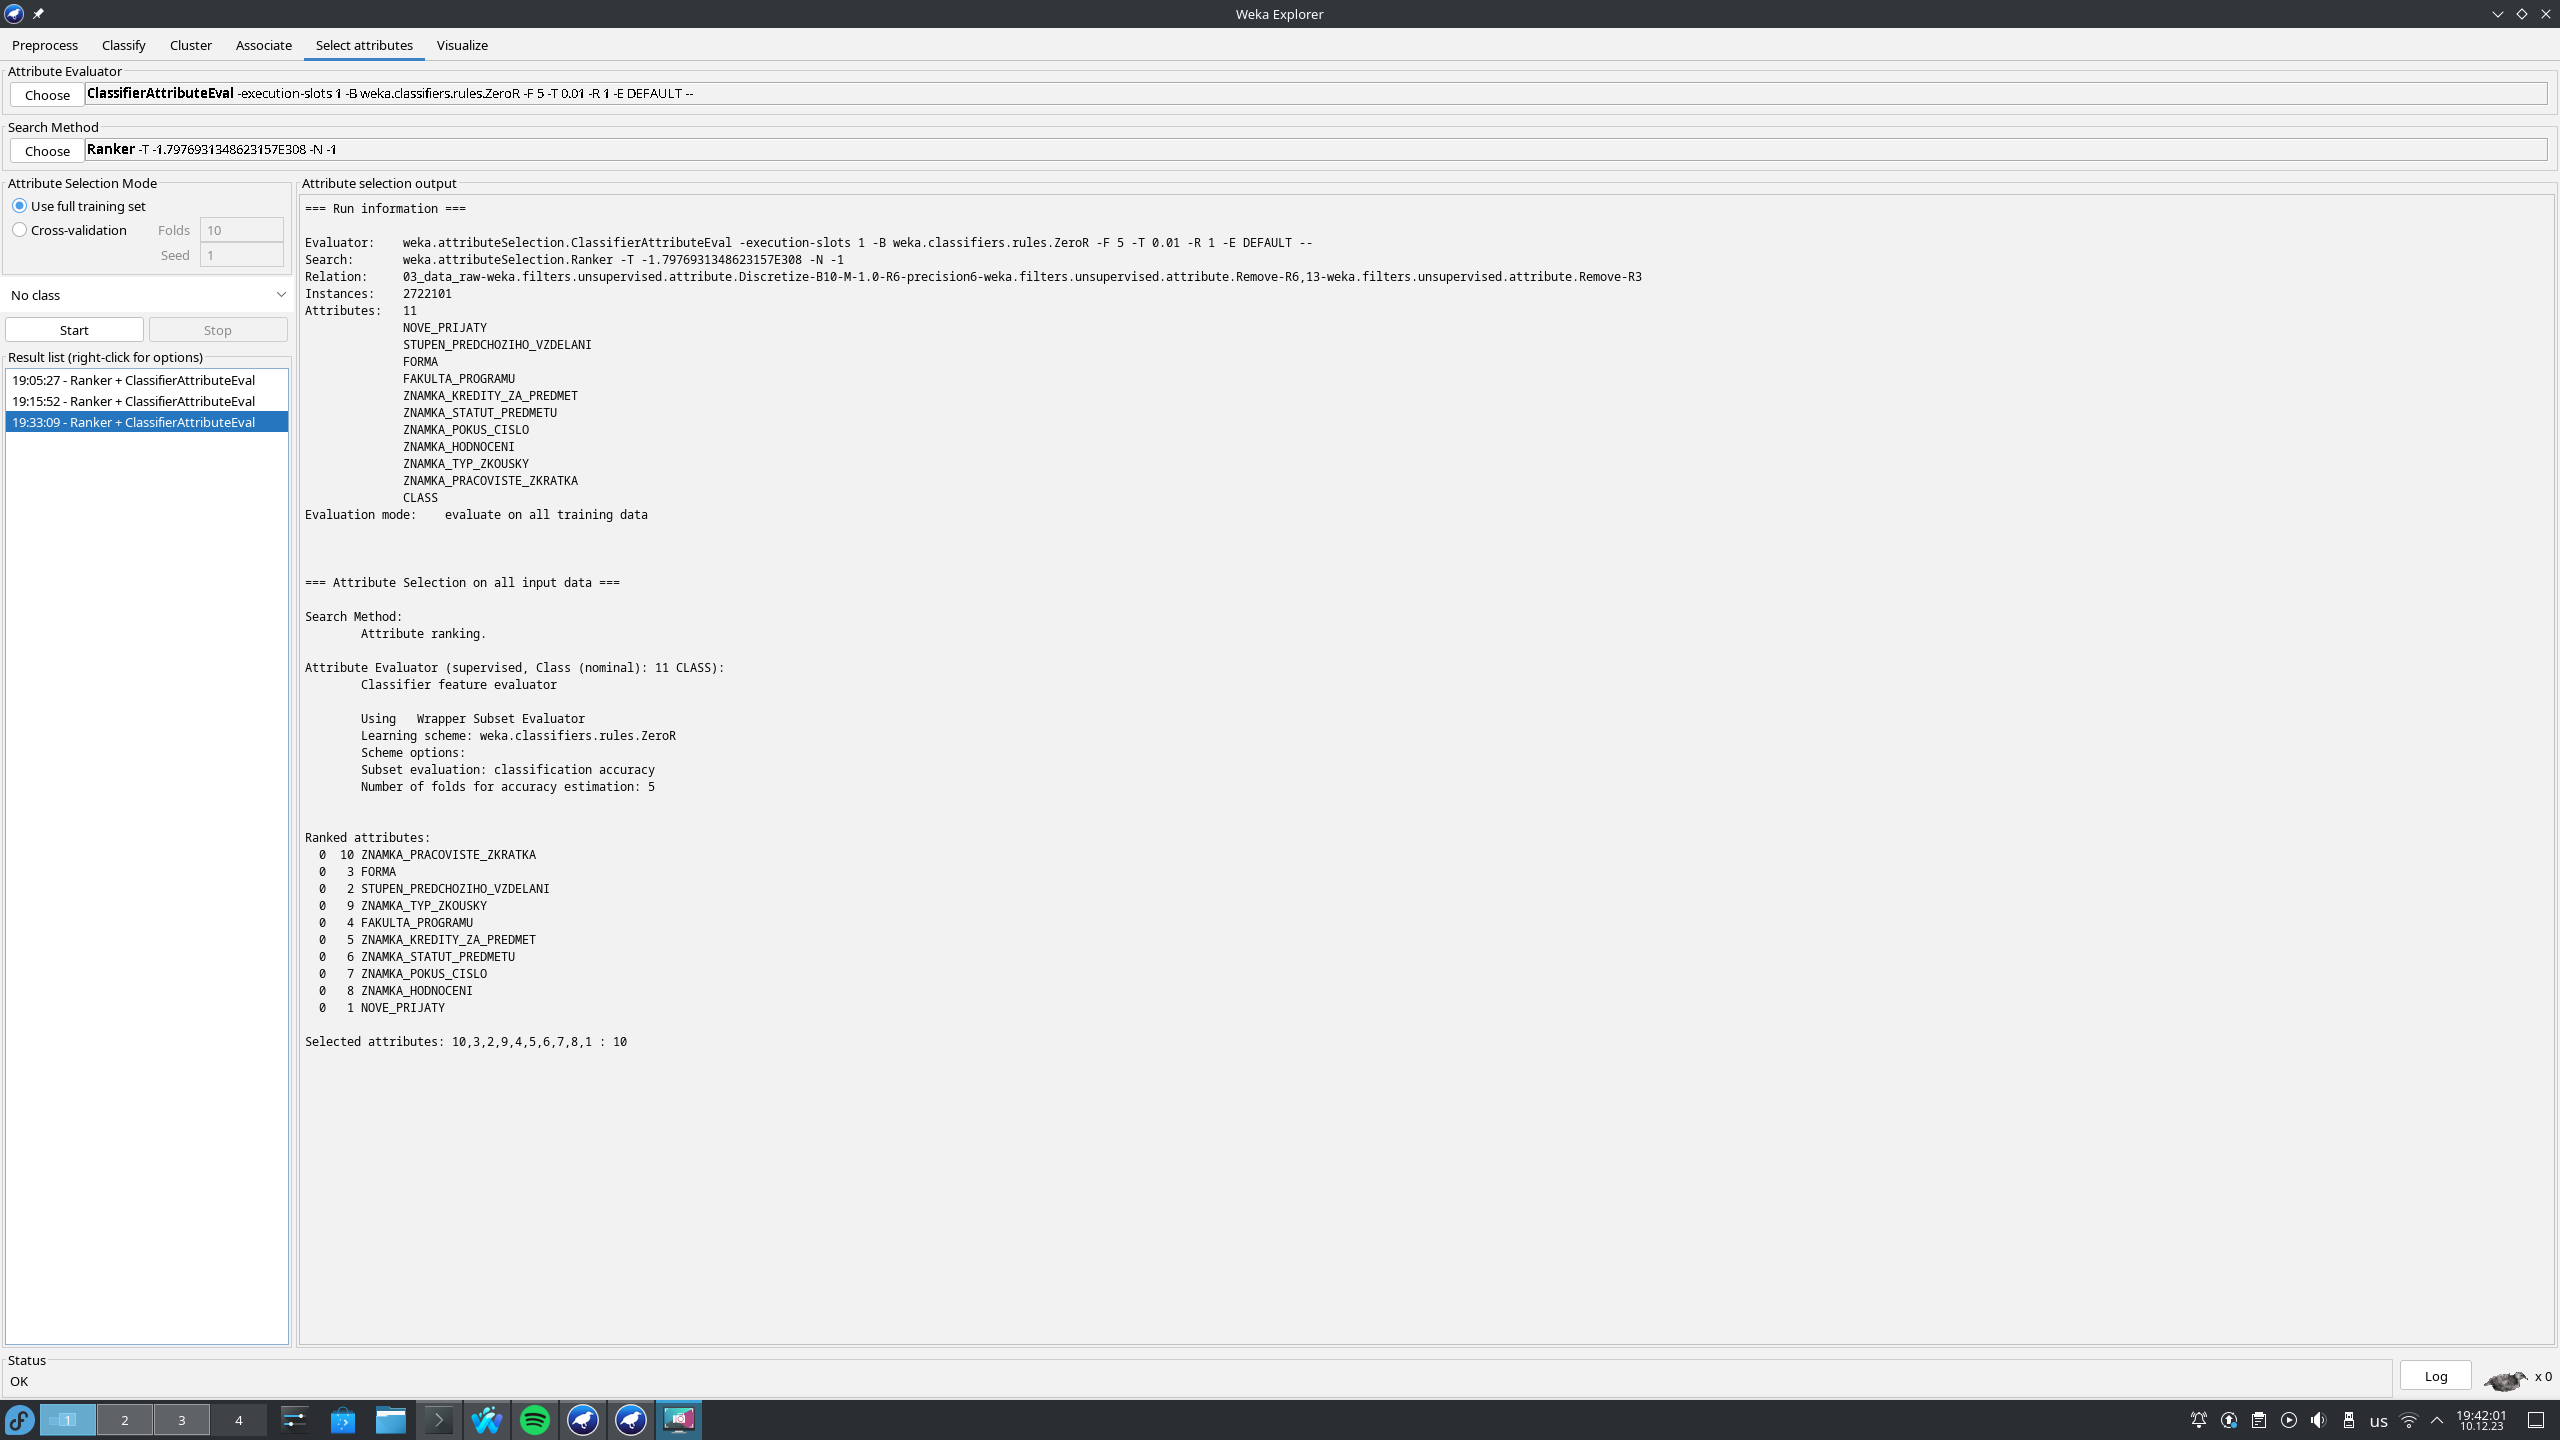 Weka Explorer
Preprocess Classify Cluster Associate Select attributes Visualize
Attribute Evaluator
Choose ClassifierAttributeEval -execution-slots 1 -B weka.classifiers.rules.ZeroR -F 5 -T 0.01 -R 1 -E DEFAULT --
Search Method
Choose Ranker -T -1.7976931348623157E308 -N -1
Attribute Selection Mode
Use full training set
Cross-validation Folds 10
Seed 1
No class
Start Stop
Result list (right-click for options)
19:05:27 - Ranker + ClassifierAttributeEval
19:15:52 - Ranker + ClassifierAttributeEval
19:33:09 - Ranker + ClassifierAttributeEval
Attribute selection output
=== Run information ===
Evaluator: weka.attributeSelection.ClassifierAttributeEval -execution-slots 1 -B weka.classifiers.rules.ZeroR -F 5 -T 0.01 -R 1 -E DEFAULT --
Search: weka.attributeSelection.Ranker -T -1.7976931348623157E308 -N -1
Relation: 03_data_raw-weka.filters.unsupervised.attribute.Discretize-B10-M-1.0-R6-precision6-weka.filters.unsupervised.attribute.Remove-R6,13-weka.filters.unsupervised.attribute.Remove-R3
Instances: 2722101
Attributes: 11
NOVE_PRIJATY
STUPEN_PREDCHOZIHO_VZDELANI
FORMA
FAKULTA_PROGRAMU
ZNAMKA_KREDITY_ZA_PREDMET
ZNAMKA_STATUT_PREDMETU
ZNAMKA_POKUS_CISLO
ZNAMKA_HODNOCENI
ZNAMKA_TYP_ZKOUSKY
ZNAMKA_PRACOVISTE_ZKRATKA
CLASS
Evaluation mode: evaluate on all training data
=== Attribute Selection on all input data ===
Search Method:
Attribute ranking.
Attribute Evaluator (supervised, Class (nominal): 11 CLASS):
Classifier feature evaluator
Using Wrapper Subset Evaluator
Learning scheme: weka.classifiers.rules.ZeroR
Scheme options:
Subset evaluation: classification accuracy
Number of folds for accuracy estimation: 5
Ranked attributes:
0 10 ZNAMKA_PRACOVISTE_ZKRATKA
0 3 FORMA
0 2 STUPEN_PREDCHOZIHO_VZDELANI
0 9 ZNAMKA_TYP_ZKOUSKY
0 4 FAKULTA_PROGRAMU
0 5 ZNAMKA_KREDITY_ZA_PREDMET
0 6 ZNAMKA_STATUT_PREDMETU
0 7 ZNAMKA_POKUS_CISLO
0 8 ZNAMKA_HODNOCENI
0 1 NOVE_PRIJATY
Selected attributes: 10,3,2,9,4,5,6,7,8,1 : 10
Status
OK
Log x 0
1 2 3 4
us
19:42:01
10.12.23